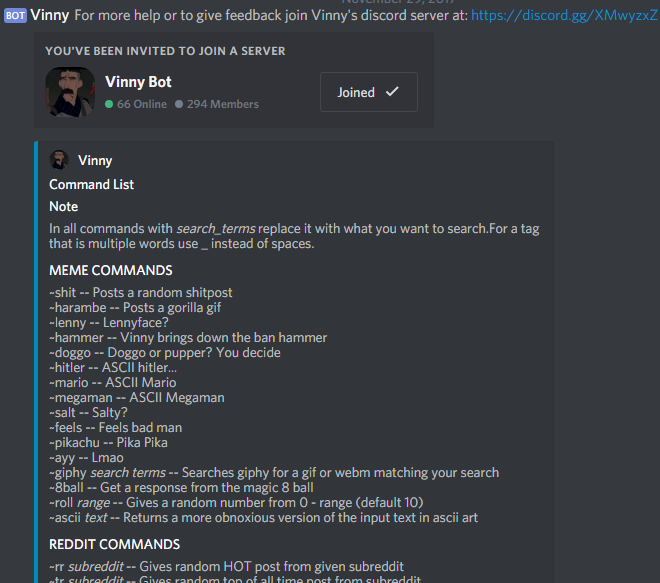 November 29, 2017
BOT Vinny For more help or to give feedback join Vinny's discord server at: https://discord.gg/XMwyzxZ
YOU'VE BEEN INVITED TO JOIN A SERVER
Vinny Bot
66 Online 294 Members
Joined
Vinny
Command List
Note
In all commands with search_terms replace it with what you want to search.For a tag
that is multiple words use _ instead of spaces.
MEME COMMANDS
~shit -- Posts a random shitpost
~harambe -- Posts a gorilla gif
~lenny -- Lennyface?
~hammer -- Vinny brings down the ban hammer
~doggo -- Doggo or pupper? You decide
~hitler -- ASCII hitler...
~mario -- ASCII Mario
~megaman -- ASCII Megaman
~salt -- Salty?
~feels -- Feels bad man
~pikachu -- Pika Pika
~ayy -- Lmao
~giphy search terms -- Searches giphy for a gif or webm matching your search
~8ball -- Get a response from the magic 8 ball
~roll range -- Gives a random number from 0 - range (default 10)
~ascii text -- Returns a more obnoxious version of the input text in ascii art
REDDIT COMMANDS
~rr subreddit -- Gives random HOT post from given subreddit
~tr subreddit -- Gives random top of all time post from subreddit